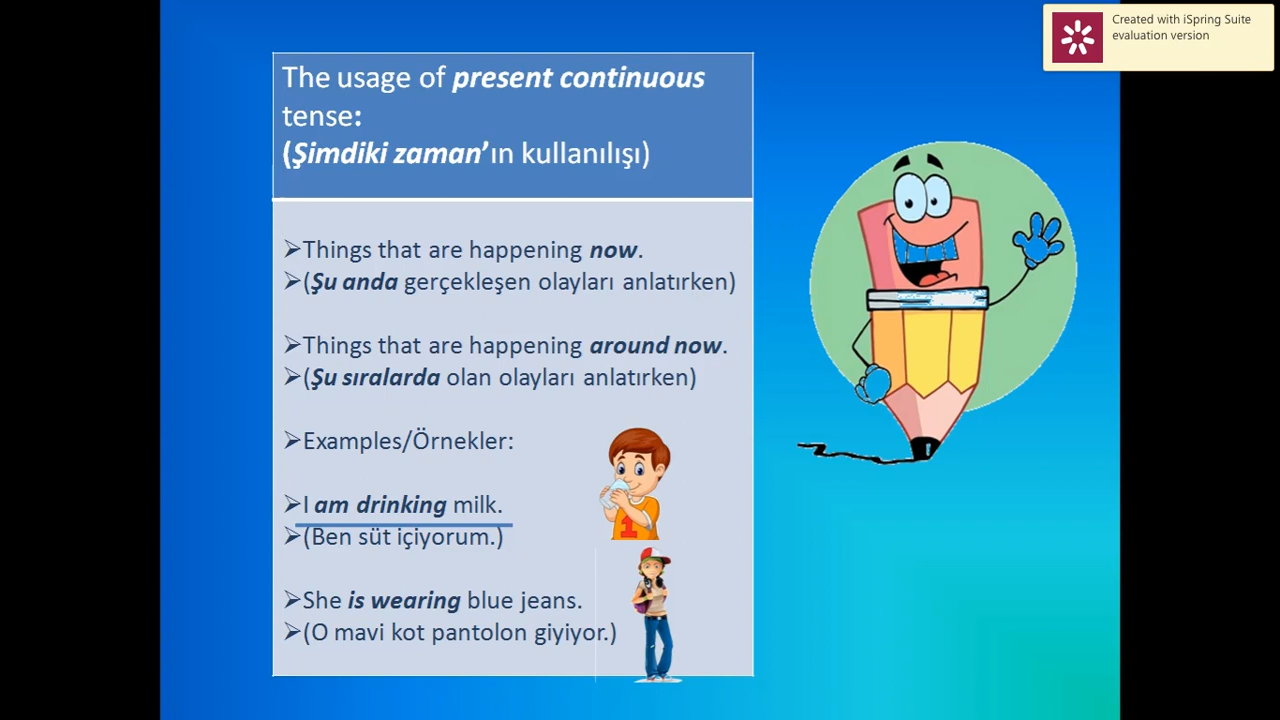 Created with iSpring Suite
evaluation version
The usage of present continuous
tense:
(Şimdiki zaman’ın kullanılışı)
➢Things that are happening now.
➢(Şu anda gerçekleşen olayları anlatırken)
➢Things that are happening around now.
➢(Şu sıralarda olan olayları anlatırken)
➢Examples/Örnekler:
➢I am drinking milk.
➢(Ben süt içiyorum.)
➢She is wearing blue jeans.
➢(O mavi kot pantolon giyiyor.)
1